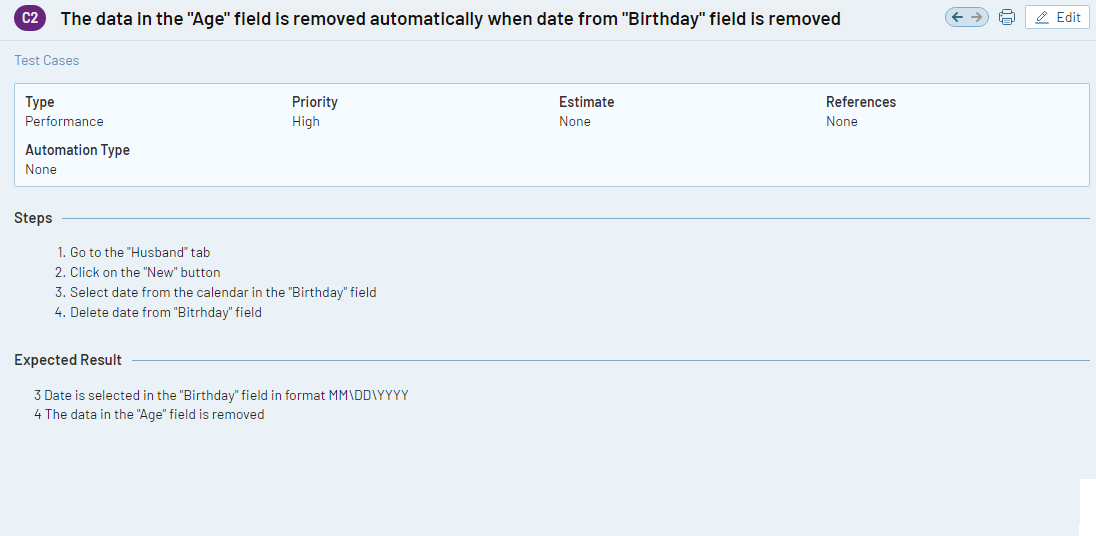 C2 The data in the "Age" field is removed automatically when date from "BIrthday" field is removed
Edit
Test Cases
Type Priority Estimate References
Performance High None None
Automation Type
None
Steps
1. Go to the "Husband" tab
2. Click on the "New" button
3. Select date from the calendar in the "Birthday" field
4. Delete date from "Bitrhday" field
Expected Result
3 Date is selected in the "Birthday" field in format MM\DD\YYYY
4 The data in the "Age" field is removed